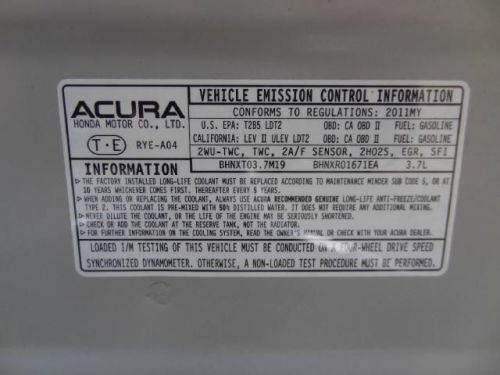 ACURA
HONDA MOTOR CO., LTD.
T·E RYE-A04
VEHICLE EMISSION CONTROL INFORMATION
CONFORMS TO REGULATIONS: 2011MY
U.S. EPA: T2B5 LDT2 OBD: CA OBD II FUEL: GASOLINE
CALIFORNIA: LEV II ULEV LDT2 OBD: CA OBD II FUEL: GASOLINE
2WU-TWC, TWC, 2A/F SENSOR, 2HO2S, EGR, SFI
INFORMATION BHNXT03.7M19 BHNXR0167IEA 3.7L
▷THE FACTORY INSTALLED LONG-LIFE COOLANT MUST BE REPLACED ACCORDING TO MAINTENANCE MINDER SUB CODE 5, OR AT
10 YEARS WHICHEVER COMES FIRST. THEREAFTER EVERY 5 YEARS.
▷WHEN ADDING OR REPLACING THE COOLANT, ALWAYS USE ACURA RECOMMENDED GENUINE LONG-LIFE ANTI-FREEZE/COOLANT
TYPE 2. THIS COOLANT IS PRE-MIXED WITH 50% DISTILLED WATER. IT DOES NOT REQUIRE ANY ADDITIONAL MIXING.
▷NEVER DILUTE THE COOLANT, OR THE LIFE OF THE ENGINE MAY BE SERIOUSLY SHORTENED.
▷CHECK OR ADD THE COOLANT AT THE RESERVE TANK, NOT THE RADIATOR.
▷FOR FURTHER INFORMATION ON THE COOLING SYSTEM, CONSULT THE OWNER'S MANUAL OR CHECK WITH YOUR ACURA DEALER.
LOADED I/M TESTING OF THIS VEHICLE MUST BE CONDUCTED ON A FOUR-WHEEL DRIVE SPEED
SYNCHRONIZED DYNAMOMETER. OTHERWISE, A NON-LOADED TEST PROCEDURE MUST BE PERFORMED.